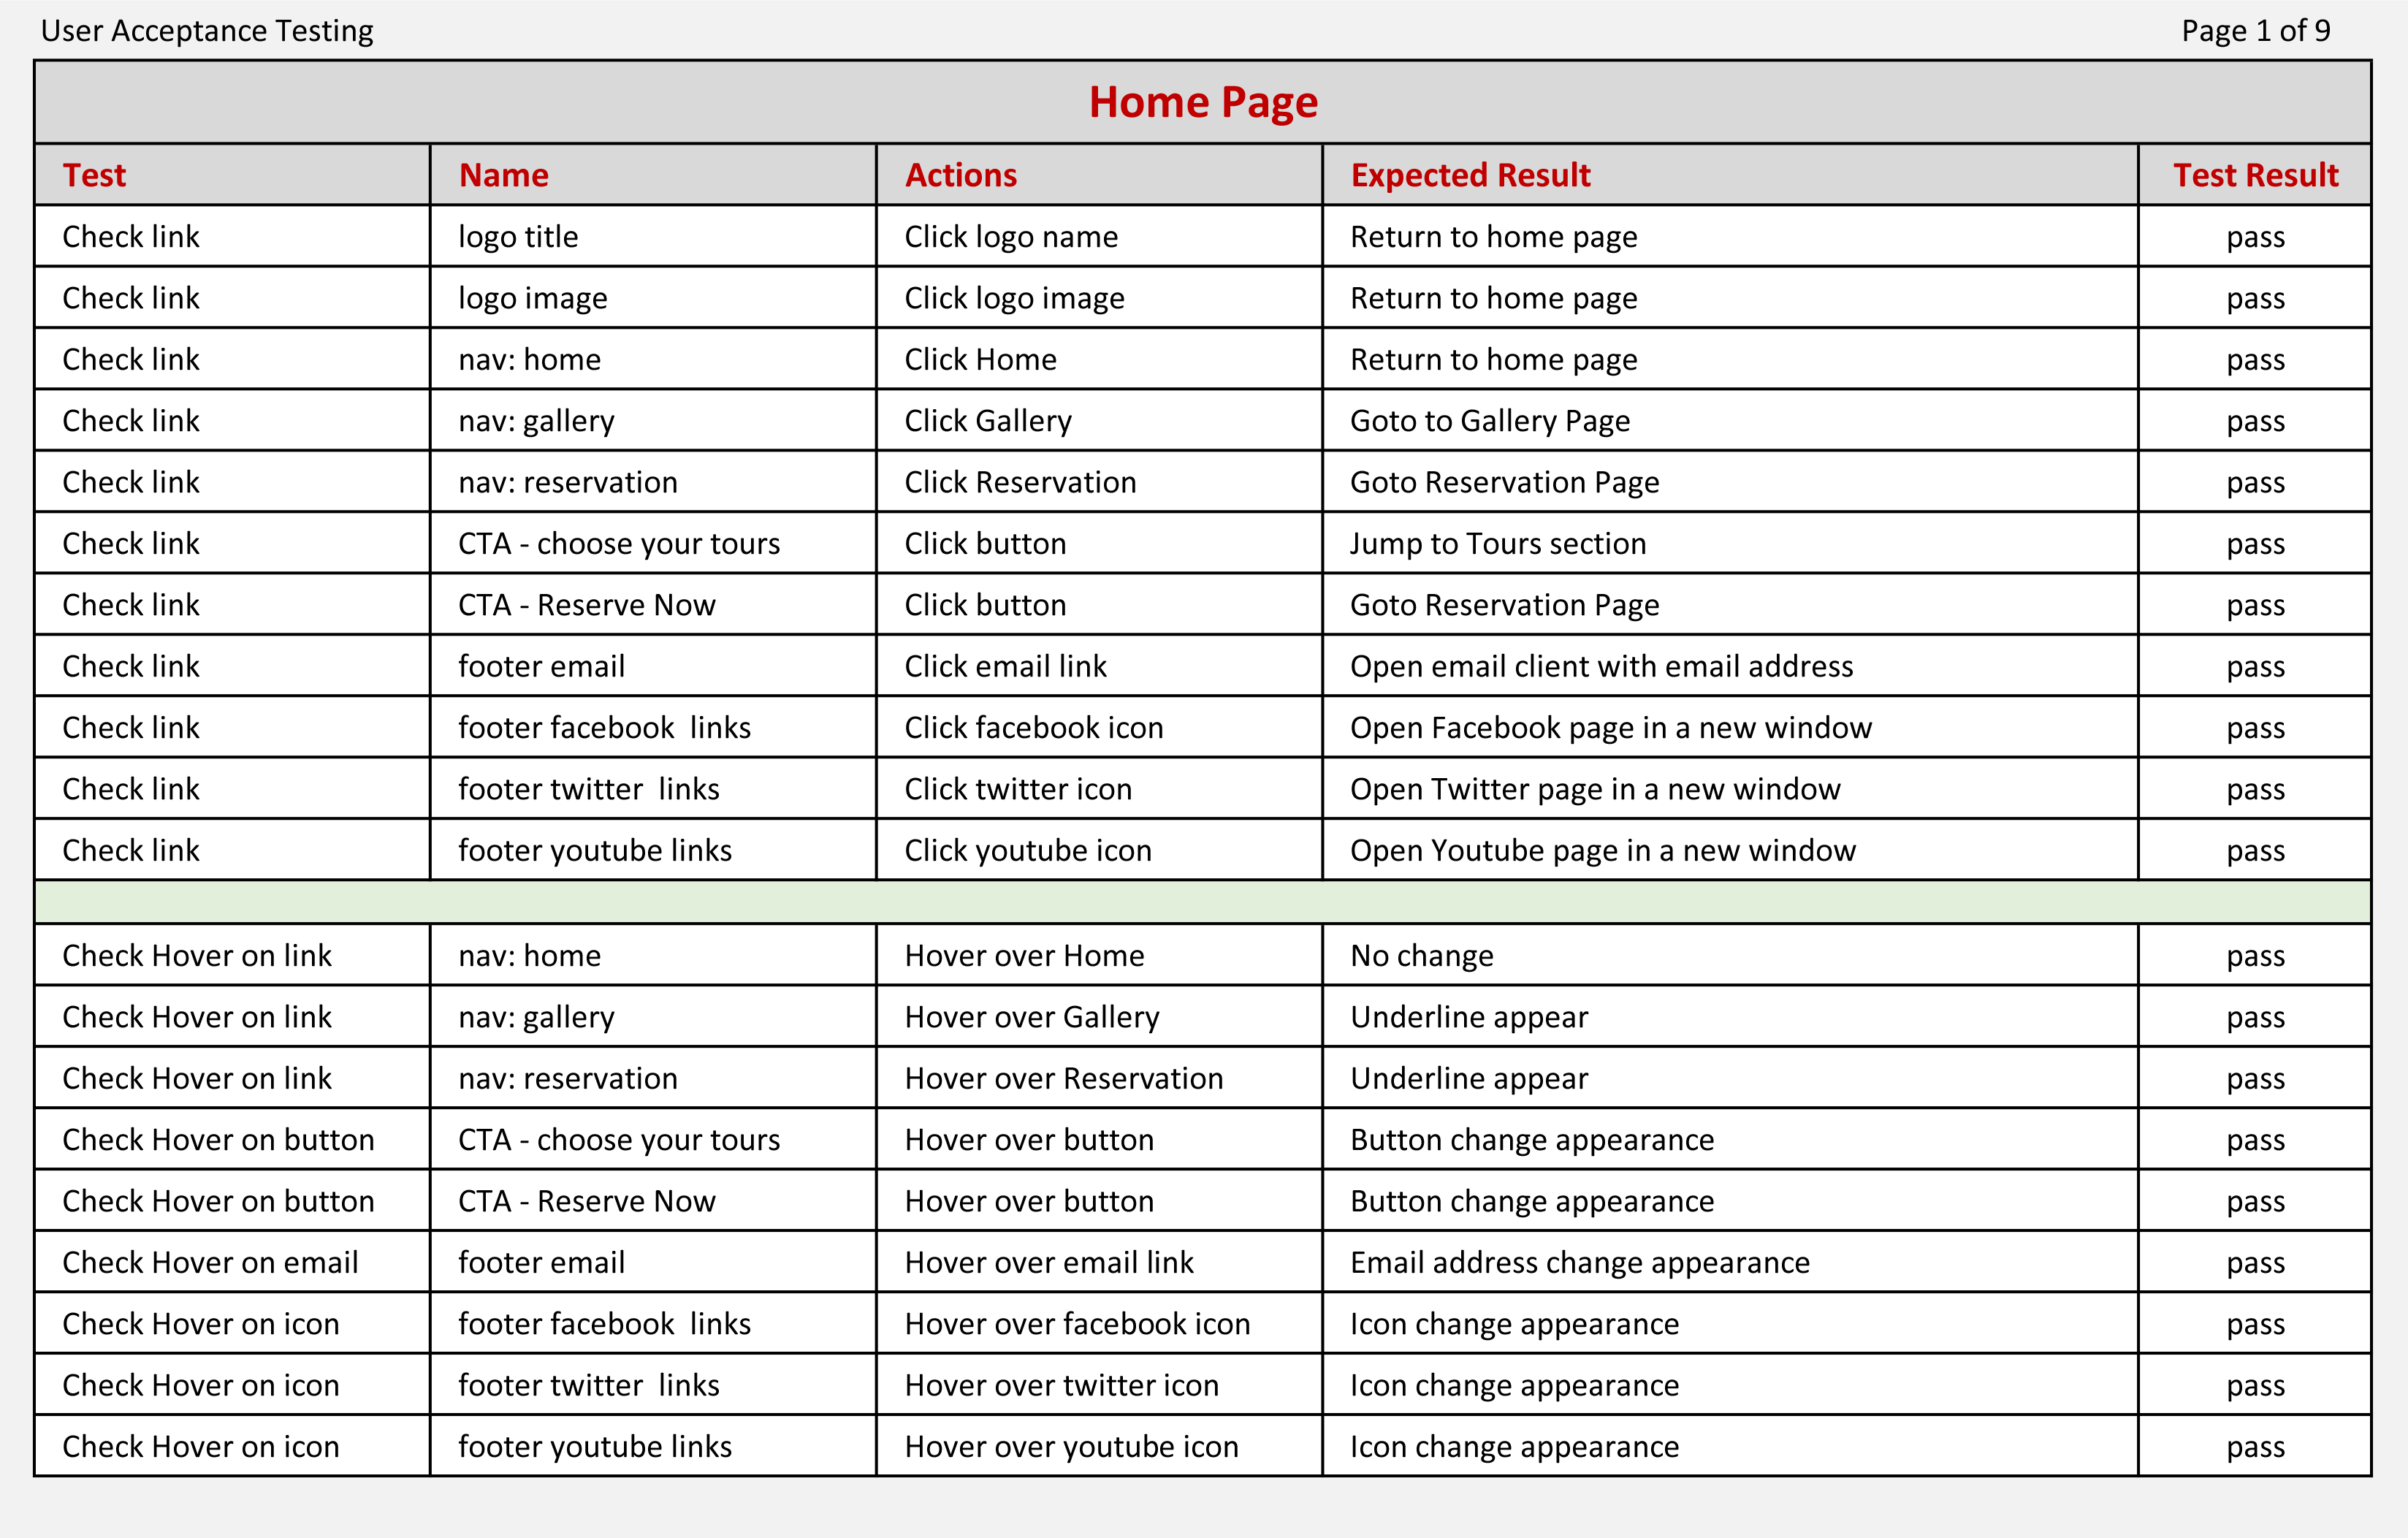 User Acceptance Testing Page 1 of 9
Home Page
Test Name Actions Expected Result Test Result
Check link logo title Click logo name Return to home page pass
Check link logo image Click logo image Return to home page pass
Check link nav: home Click Home Return to home page pass
Check link nav: gallery Click Gallery Goto to Gallery Page pass
Check link nav: reservation Click Reservation Goto Reservation Page pass
Check link CTA - choose your tours Click button Jump to Tours section pass
Check link CTA - Reserve Now Click button Goto Reservation Page pass
Check link footer email Click email link Open email client with email address pass
Check link footer facebook  links Click facebook icon Open Facebook page in a new window pass
Check link footer twitter  links Click twitter icon Open Twitter page in a new window pass
Check link footer youtube links Click youtube icon Open Youtube page in a new window pass
Check Hover on link nav: home Hover over Home No change pass
Check Hover on link nav: gallery Hover over Gallery Underline appear pass
Check Hover on link nav: reservation Hover over Reservation Underline appear pass
Check Hover on button CTA - choose your tours Hover over button Button change appearance pass
Check Hover on button CTA - Reserve Now Hover over button Button change appearance pass
Check Hover on email footer email Hover over email link Email address change appearance pass
Check Hover on icon footer facebook  links Hover over facebook icon Icon change appearance pass
Check Hover on icon footer twitter  links Hover over twitter icon Icon change appearance pass
Check Hover on icon footer youtube links Hover over youtube icon Icon change appearance pass